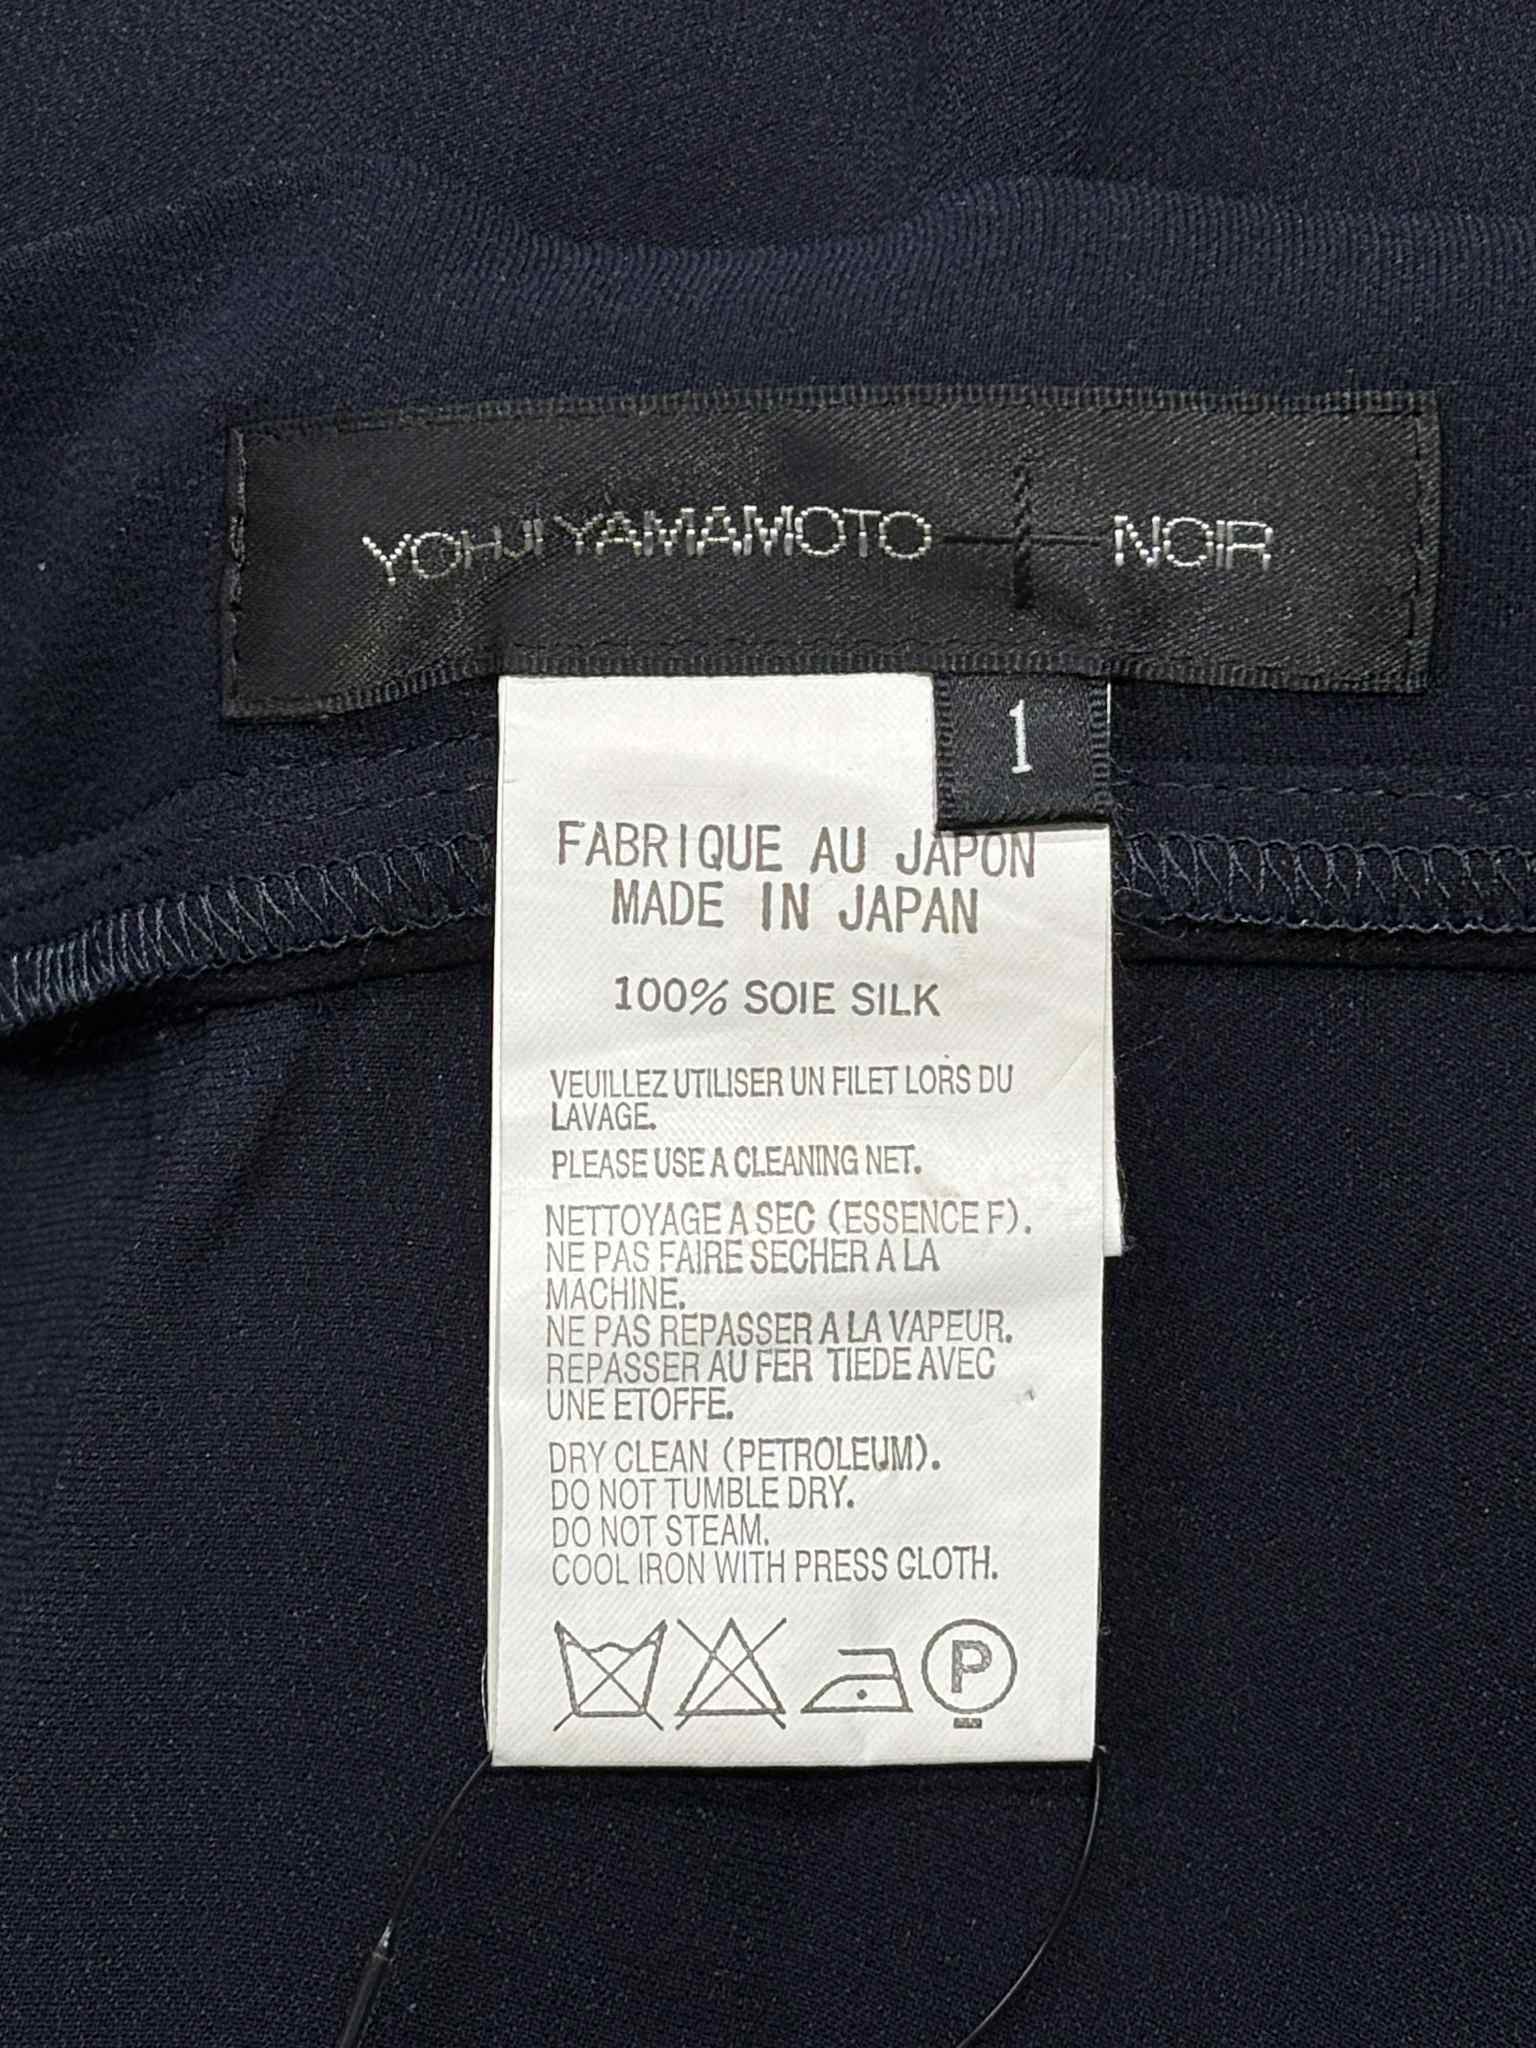 YOHJI YAMAMOTO NOIR
1
FABRIQUE AU JAPON
MADE IN JAPAN
100% SOIE SILK
VEUILLEZ UTILISER UN FILET LORS DU
LAVAGE.
PLEASE USE A CLEANING NET.
NETTOYAGE A SEC (ESSENCE F).
NE PAS FAIRE SECHER A LA
MACHINE.
NE PAS REPASSER A LA VAPEUR.
REPASSER AU FER TIEDE AVEC
UNE ETOFFE.
DRY CLEAN (PETROLEUM).
DO NOT TUMBLE DRY.
DO NOT STEAM.
COOL IRON WITH PRESS GLOTH.
P